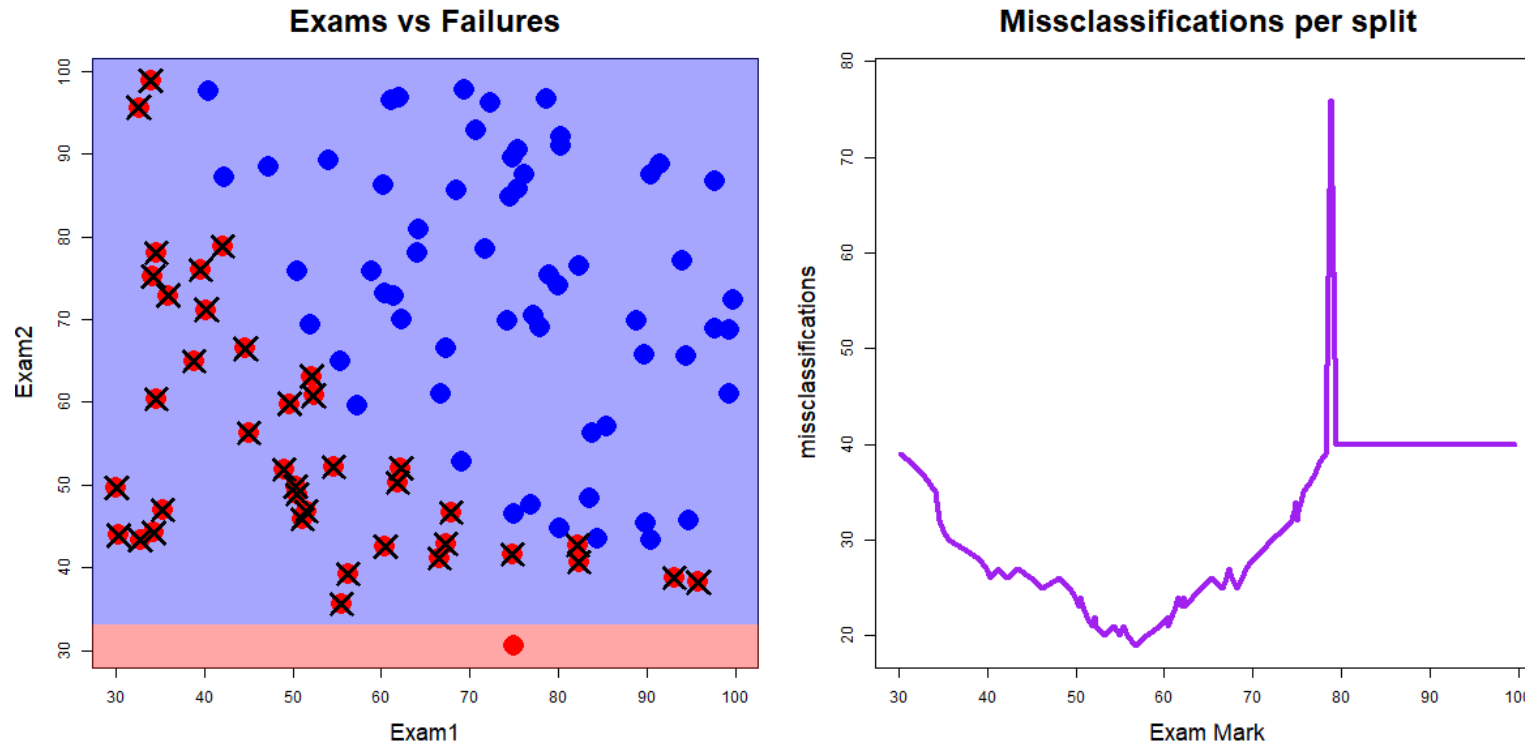 Exams vs Failures
Exam2
100
90
80
70
60
50
40
30
30 40 50 60 70 80 90 100
Exam1
Missclassifications per split
missclassifications
80
70
60
50
40
30
20
30 40 50 60 70 80 90 100
Exam Mark